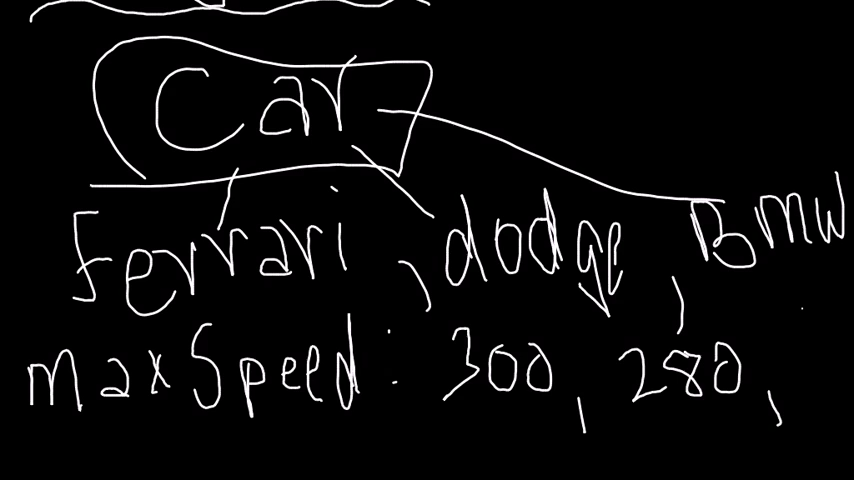 Car
Ferrari, dodge, BMW
maxSpeed: 300, 280,